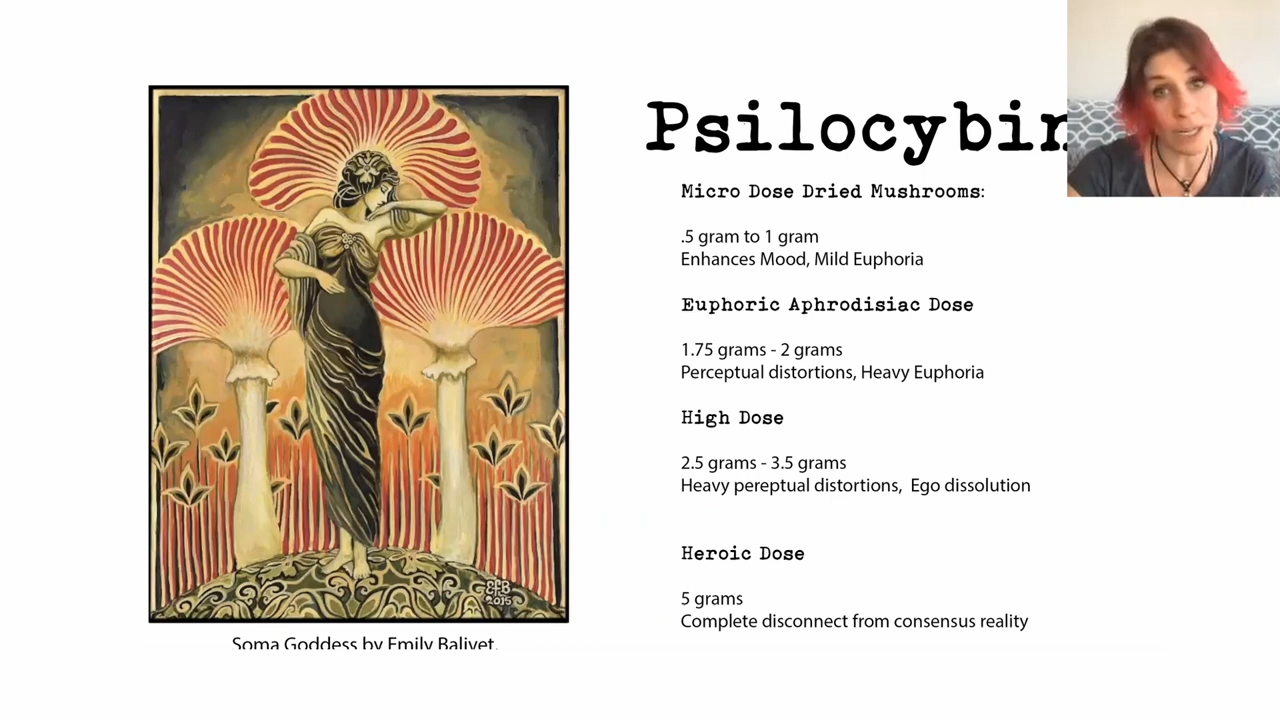 Psilocybin
Micro Dose Dried Mushrooms:
.5 gram to 1 gram
Enhances Mood, Mild Euphoria
Euphoric Aphrodisiac Dose
1.75 grams - 2 grams
Perceptual distortions, Heavy Euphoria
High Dose
2.5 grams - 3.5 grams
Heavy pereptual distortions, Ego dissolution
Heroic Dose
5 grams
Complete disconnect from consensus reality
EFB
2015
Soma Goddess by Emily Balivet.